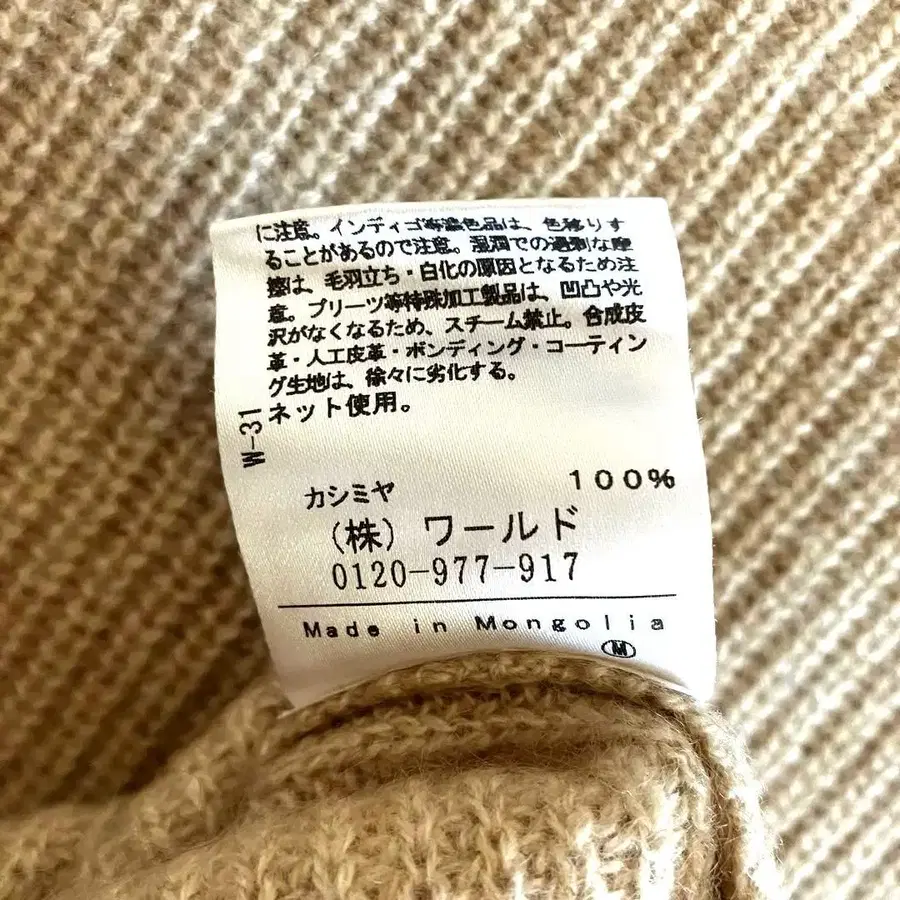 に注意。インディゴ等濃色品は、色移りす
ることがあるので注意。湿潤での過剰な摩
擦は、毛羽立ち・白化の原因となるため注
意。プリーツ等特殊加工製品は、凹凸や光
沢がなくなるため、スチーム禁止。合成皮
革・人工皮革・ボンディング・コーティン
グ生地は、徐々に劣化する。
ネット使用。
W-31
カシミヤ 100%
(株) ワールド
0120-977-917
Made in Mongolia
M